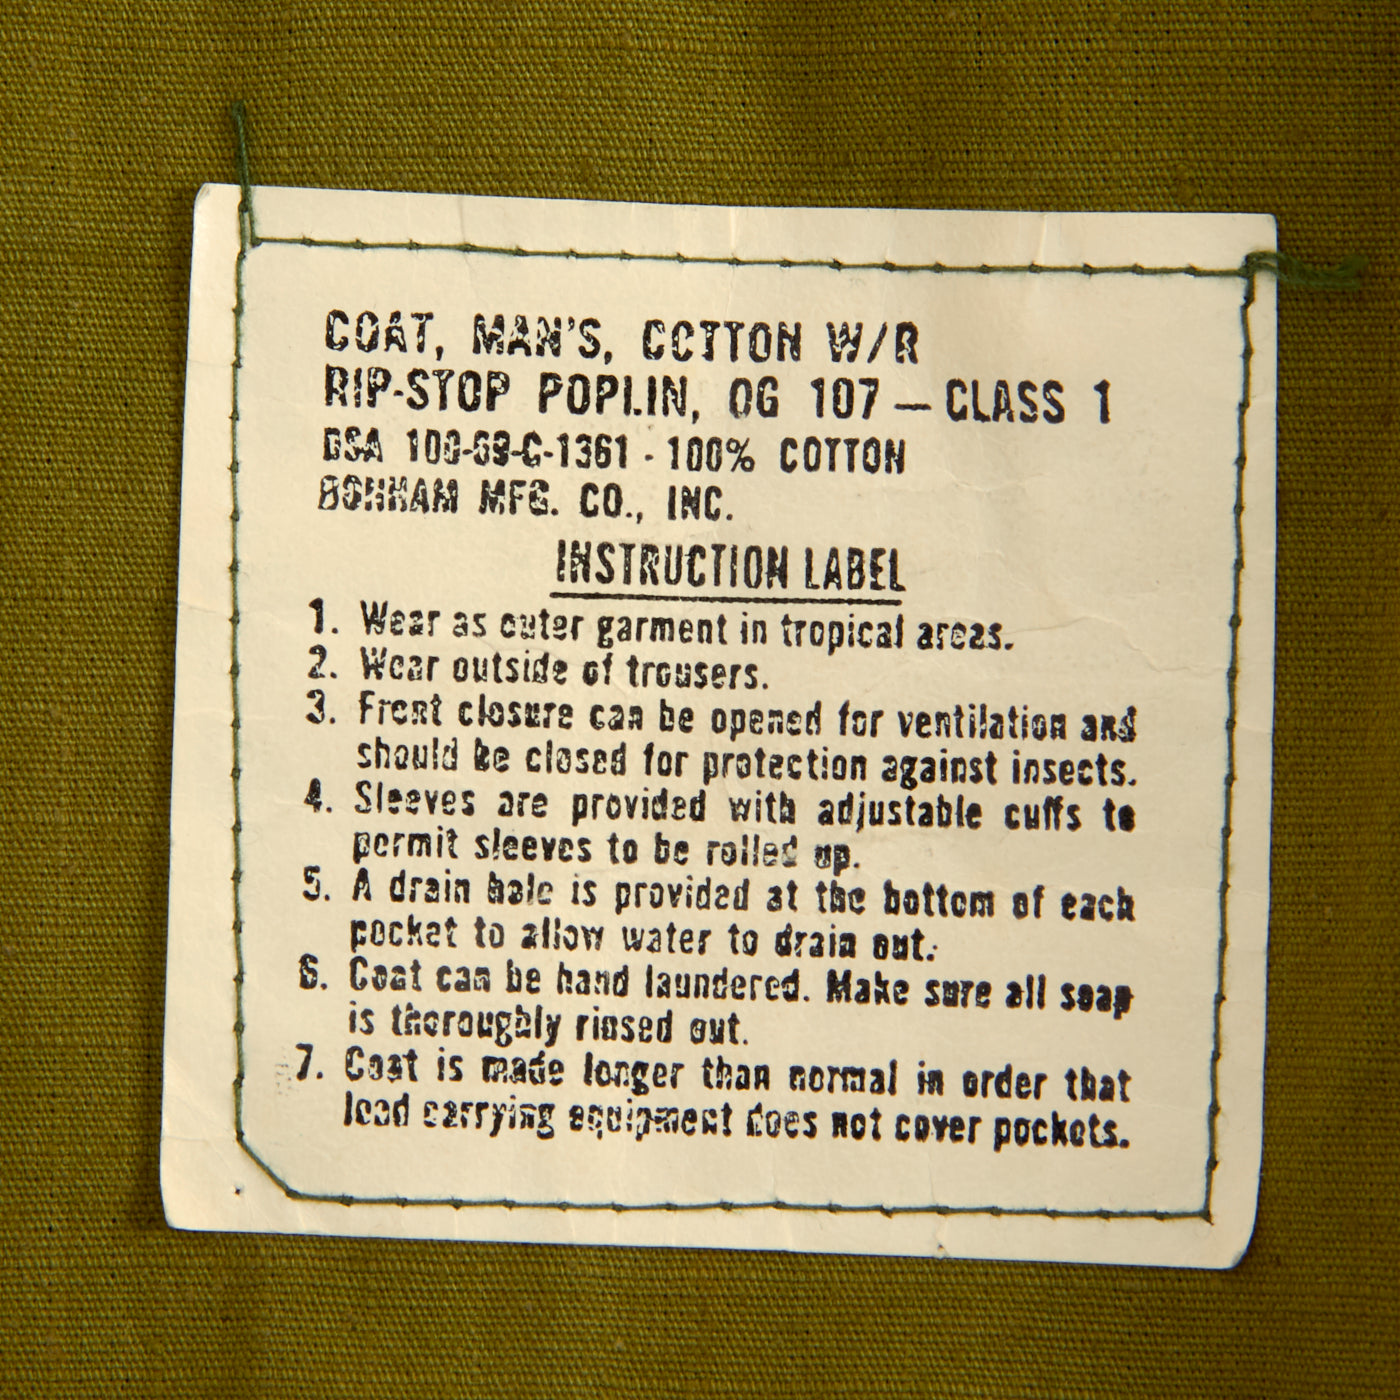 COAT, MAN'S, COTTON W/R
RIP-STOP POPLIN, OG 107 — CLASS 1
DSA 100-69-C-1361 - 100% COTTON
BONHAM MFG. CO., INC.
INSTRUCTION LABEL
1. Wear as outer garment in tropical areas.
2. Wear outside of trousers.
3. Front closure can be opened for ventilation and
should be closed for protection against insects.
4. Sleeves are provided with adjustable cuffs to
permit sleeves to be rolled up.
5. A drain hole is provided at the bottom of each
pocket to allow water to drain out.
6. Coat can be hand laundered. Make sure all soap
is thoroughly rinsed out.
7. Coat is made longer than normal in order that
load carrying equipment does not cover pockets.